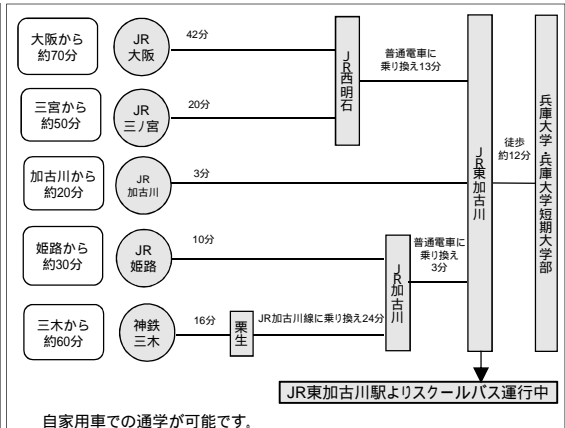 大阪から
約70分
JR
大阪
42分
三宮から
約50分
JR
三ノ宮
20分
JR西明石
普通電車に
乗り換え13分
加古川から
約20分
JR
加古川
3分
姫路から
約30分
JR
姫路
10分
三木から
約60分
神鉄
三木
16分
粟生
JR加古川線に乗り換え24分
JR加古川
普通電車に
乗り換え
3分
JR東加古川
徒歩
約12分
兵庫大学・兵庫大学短期大学部
JR東加古川駅よりスクールバス運行中
自家用車での通学が可能です。